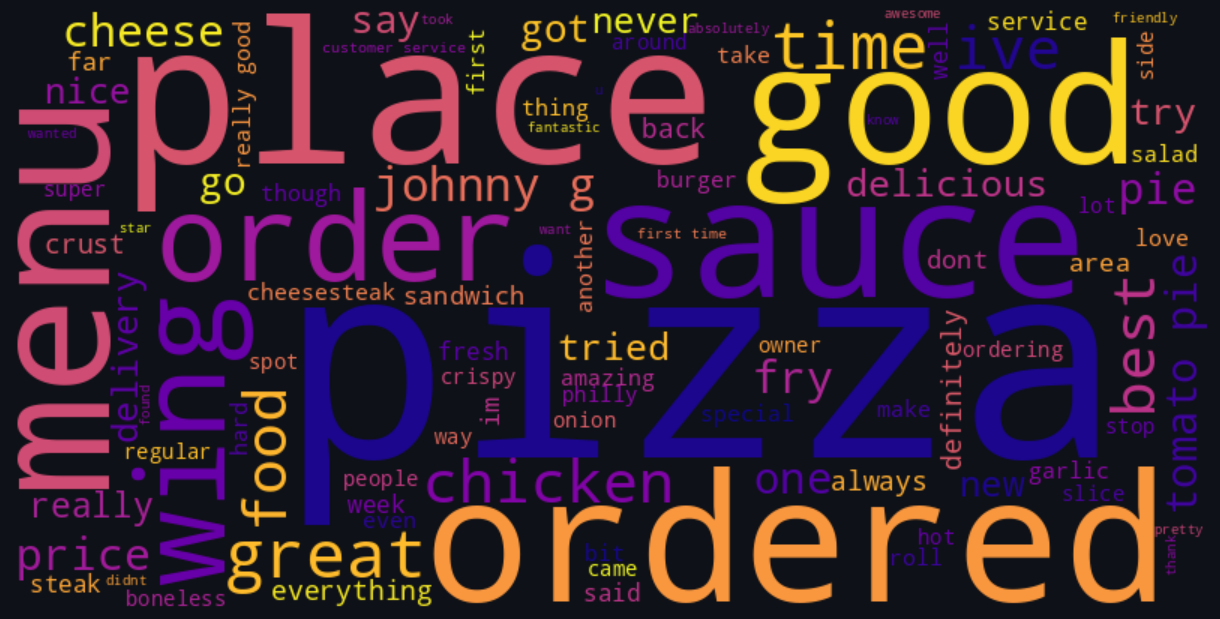 cheese
say
took
got
never
absolutely
awesome
service
friendly
far
really good
customer service
first
around
take
time
well
ive
side
nice
place
thing
fantastic
back
good
know
try
wanted
menu
salad
super
go
though
johnny g
burger
delicious
lot
pie
star
crust
order
want
another
sauce
first time
dont
love
area
delivery
wing
cheesesteak
sandwich
pizza
best
tomato pie
spot
fresh
crispy
im
tried
amazing
philly
onion
owner
fry
special
make
definitely
ordering
stop
found
hard
food
way
regular
people
week
even
chicken
one
always
new
garlic
slice
really
price
great
ordered
hot
roll
pretty
thank
steak
didnt
boneless
everything
bit
came
said